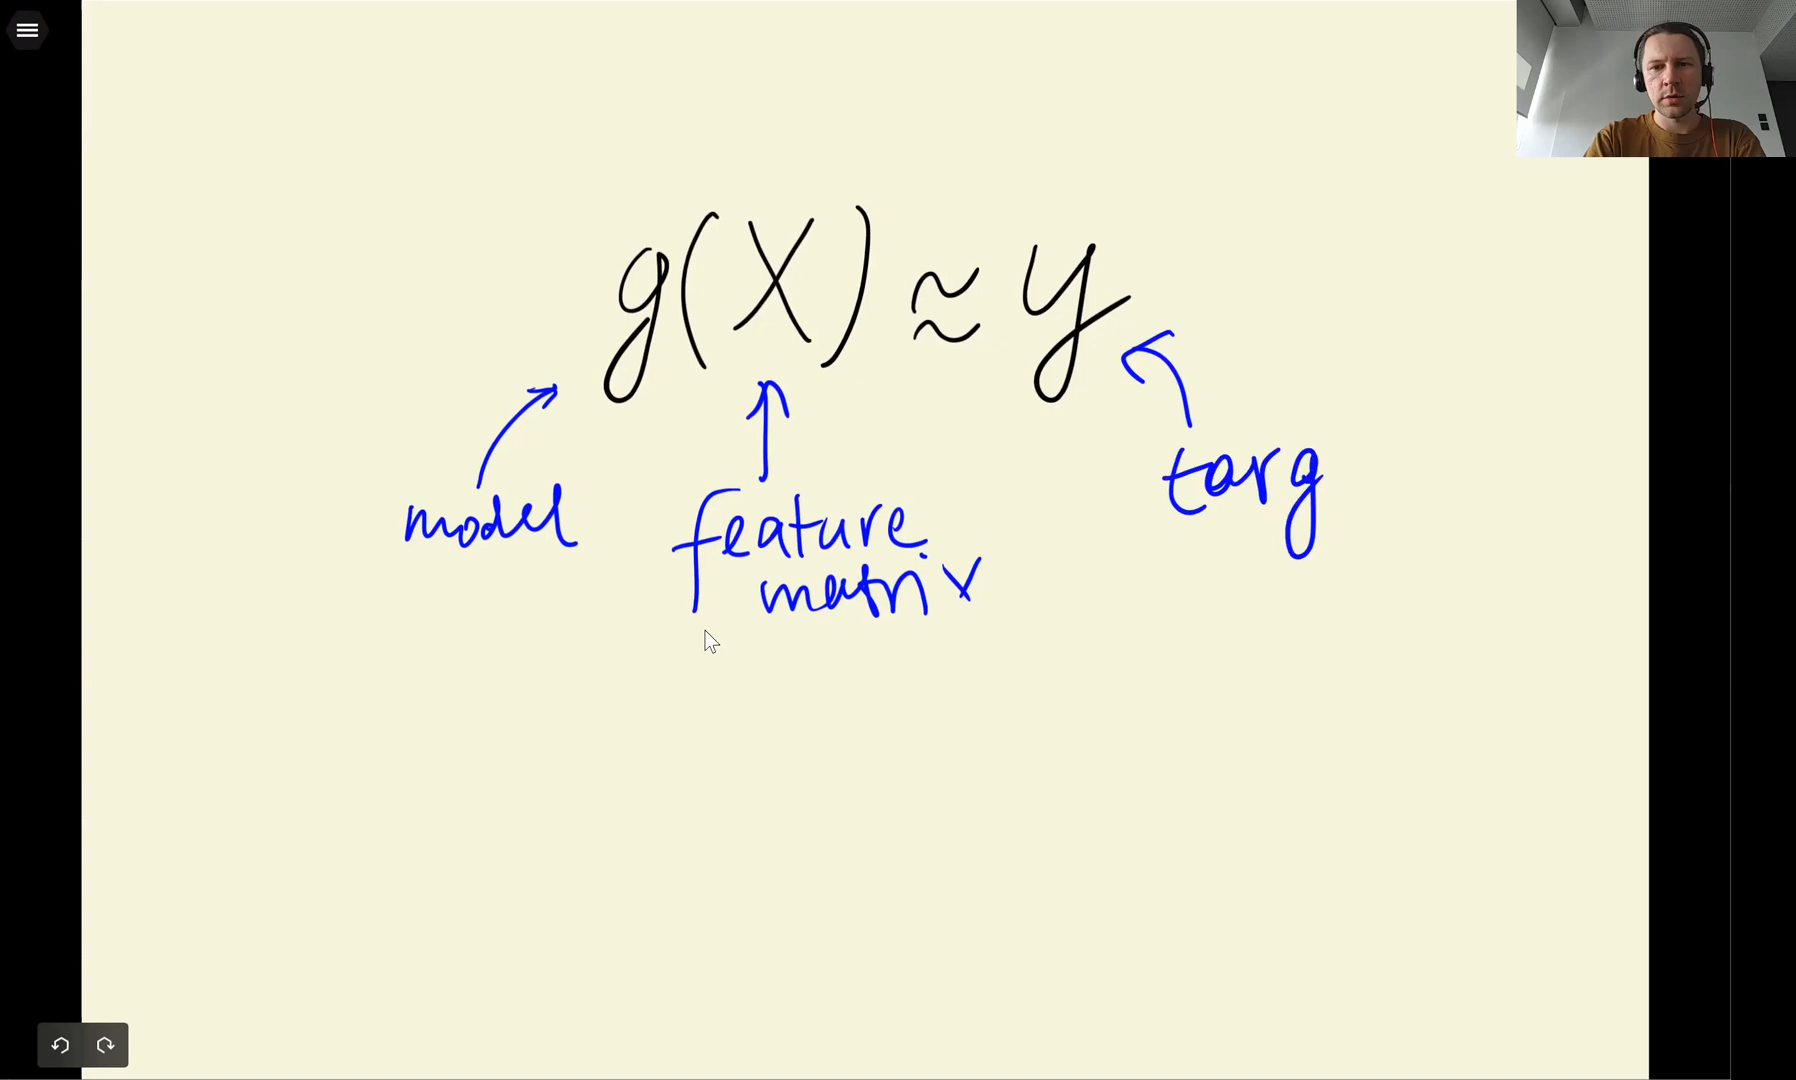 g(X) ≈ y
model
feature
matrix
targ